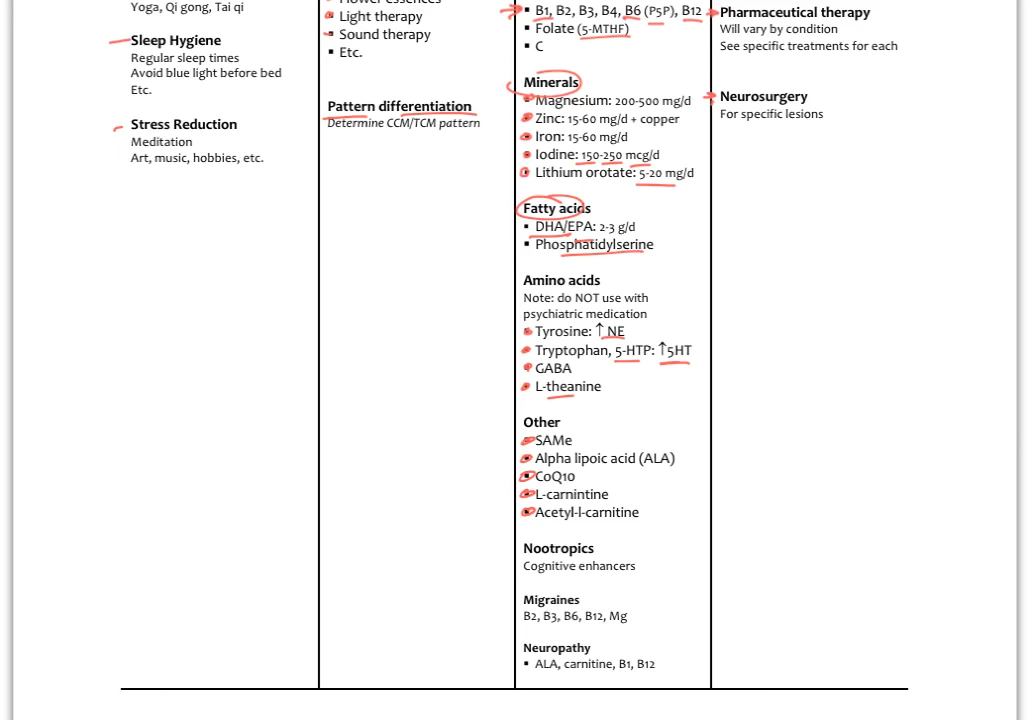 Yoga, Qi gong, Tai qi
Sleep Hygiene
Regular sleep times
Avoid blue light before bed
Etc.
Stress Reduction
Meditation
Art, music, hobbies, etc.
▪ Light therapy
▪ Sound therapy
▪ Etc.
Pattern differentiation
Determine CCM/TCM pattern
▪ B1, B2, B3, B4, B6 (P5P), B12
▪ Folate (5-MTHF)
▪ C
Minerals
▪ Magnesium: 200-500 mg/d
▪ Zinc: 15-60 mg/d + copper
▪ Iron: 15-60 mg/d
▪ Iodine: 150-250 mcg/d
▪ Lithium orotate: 5-20 mg/d
Fatty acids
▪ DHA/EPA: 2-3 g/d
▪ Phosphatidylserine
Amino acids
Note: do NOT use with
psychiatric medication
▪ Tyrosine: ↑ NE
▪ Tryptophan, 5-HTP: ↑5HT
▪ GABA
▪ L-theanine
Other
▪ SAMe
▪ Alpha lipoic acid (ALA)
▪ CoQ10
▪ L-carnintine
▪ Acetyl-l-carnitine
Nootropics
Cognitive enhancers
Migraines
B2, B3, B6, B12, Mg
Neuropathy
▪ ALA, carnitine, B1, B12
Pharmaceutical therapy
Will vary by condition
See specific treatments for each
Neurosurgery
For specific lesions